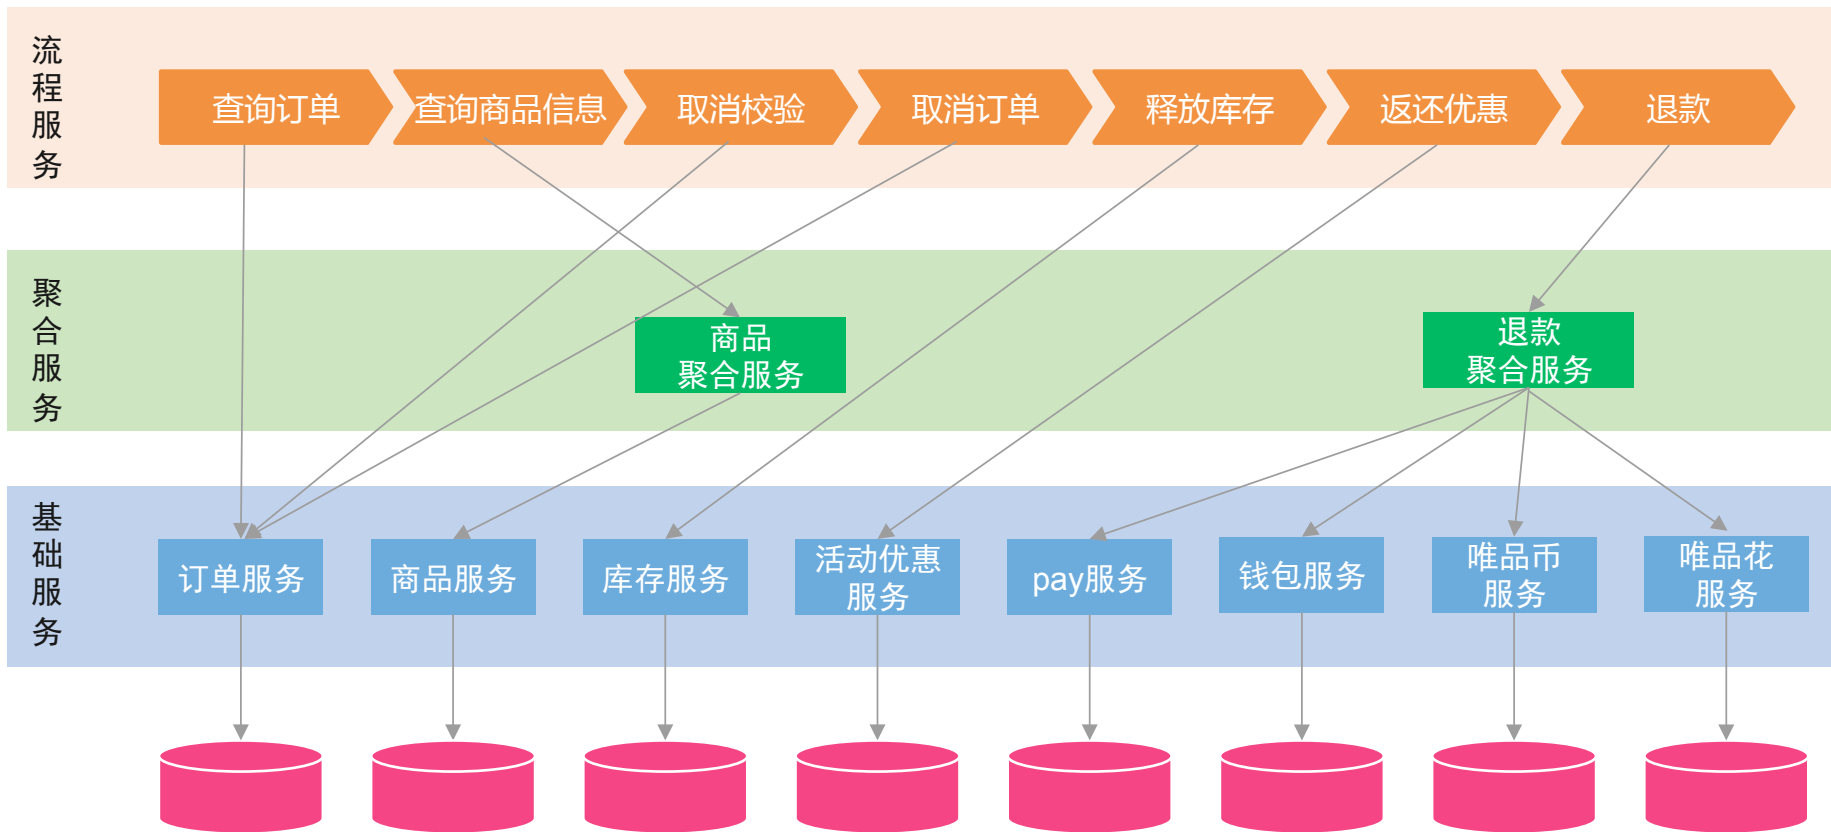 流程服务
查询订单
查询商品信息
取消校验
取消订单
释放库存
返还优惠
退款
聚合服务
商品
聚合服务
退款
聚合服务
基础服务
订单服务
商品服务
库存服务
活动优惠
服务
pay服务
钱包服务
唯品币
服务
唯品花
服务